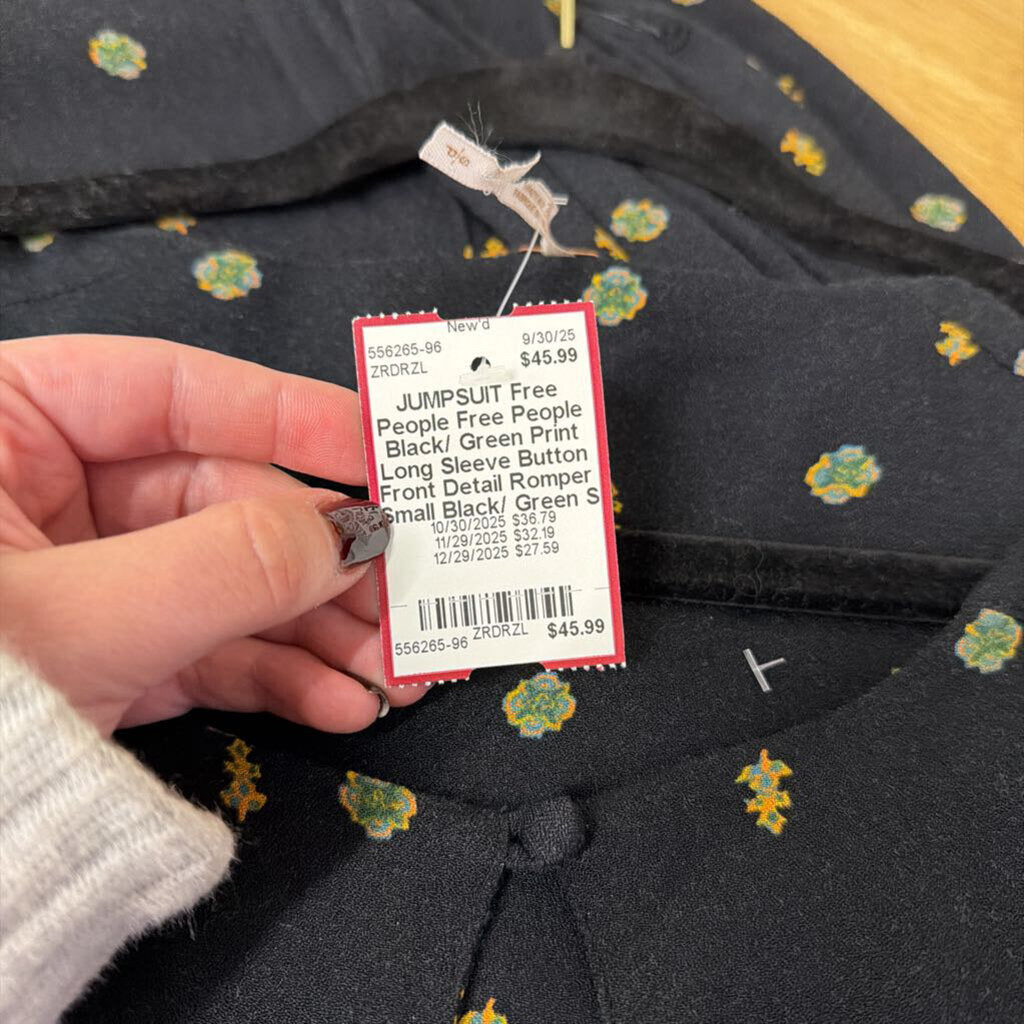 s/p
New'd
556265-96 9/30/25
ZRDRZL $45.99
JUMPSUIT Free
People Free People
Black/ Green Print
Long Sleeve Button
Front Detail Romper
Small Black/ Green S
10/30/2025 $36.79
11/29/2025 $32.19
12/29/2025 $27.59
556265-96 ZRDRZL $45.99